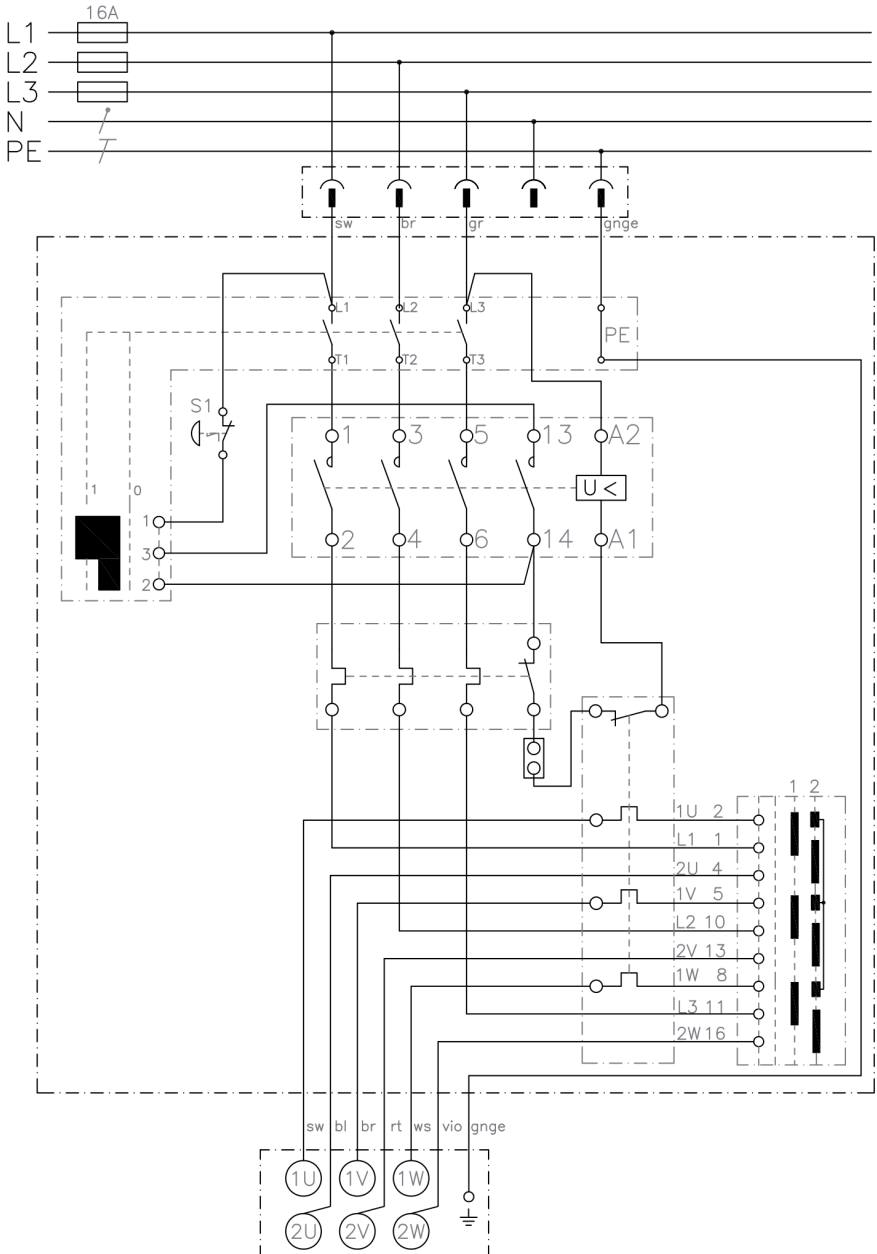 16A
L1
L2
L3
N
PE
sw br gr gnge
L1 L2 L3
PE
T1 T2 T3
S1
1 3 5 13 A2
1 0
U <
1
3
2
2 4 6 14 A1
1 2
1U 2
L1 1
2U 4
1V 5
L2 10
2V 13
1W 8
L3 11
2W 16
sw bl br rt ws vio gnge
1U 1V 1W
2U 2V 2W